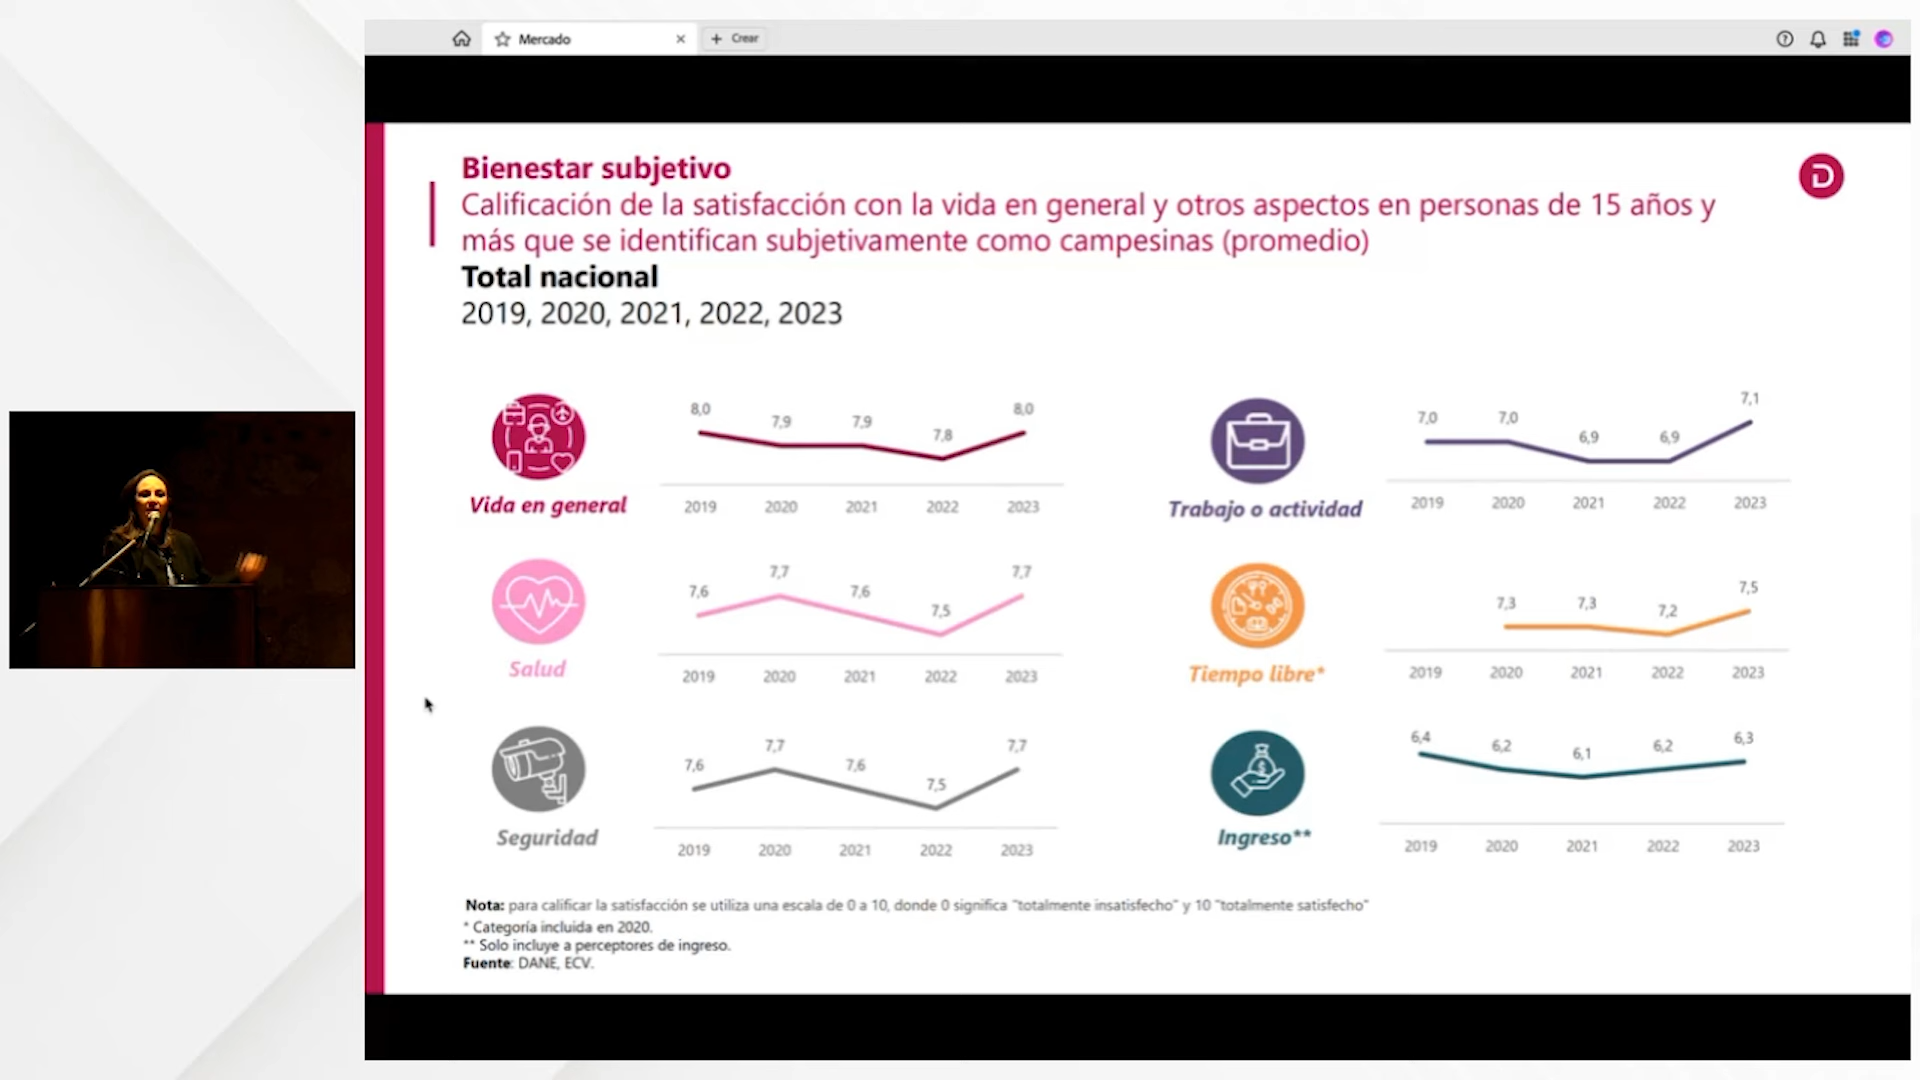 Mercado
Crear
Bienestar subjetivo
Calificación de la satisfacción con la vida en general y otros aspectos en personas de 15 años y
más que se identifican subjetivamente como campesinas (promedio)
Total nacional
2019, 2020, 2021, 2022, 2023
Vida en general
8,0 7,9 7,9 7,8 8,0
2019 2020 2021 2022 2023
Trabajo o actividad
7,0 7,0 6,9 6,9 7,1
2019 2020 2021 2022 2023
Salud
7,6 7,7 7,6 7,5 7,7
2019 2020 2021 2022 2023
Tiempo libre*
7,3 7,3 7,2 7,5
2019 2020 2021 2022 2023
Seguridad
7,6 7,7 7,6 7,5 7,7
2019 2020 2021 2022 2023
Ingreso**
6,4 6,2 6,1 6,2 6,3
2019 2020 2021 2022 2023
Nota: para calificar la satisfacción se utiliza una escala de 0 a 10, donde 0 significa "totalmente insatisfecho" y 10 "totalmente satisfecho"
* Categoría incluida en 2020.
** Solo incluye a perceptores de ingreso.
Fuente: DANE, ECV.